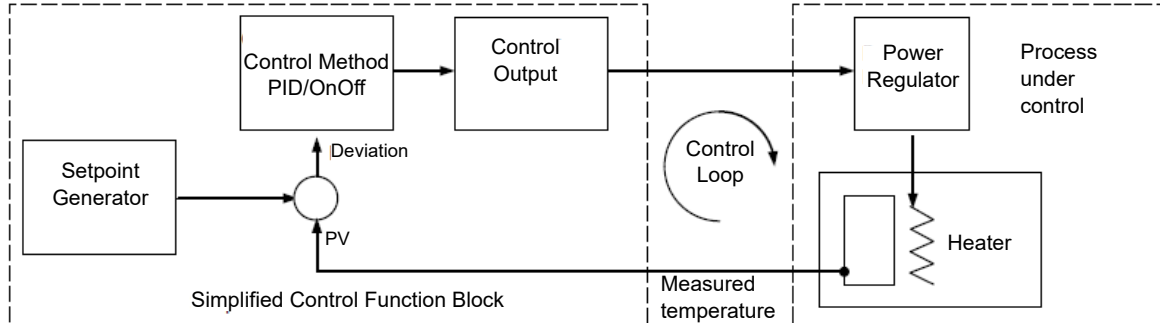 Control Method
PID/OnOff
Control
Output
Power
Regulator
Process
under
control
Setpoint
Generator
Deviation
Control
Loop
PV
Heater
Simplified Control Function Block
Measured
temperature